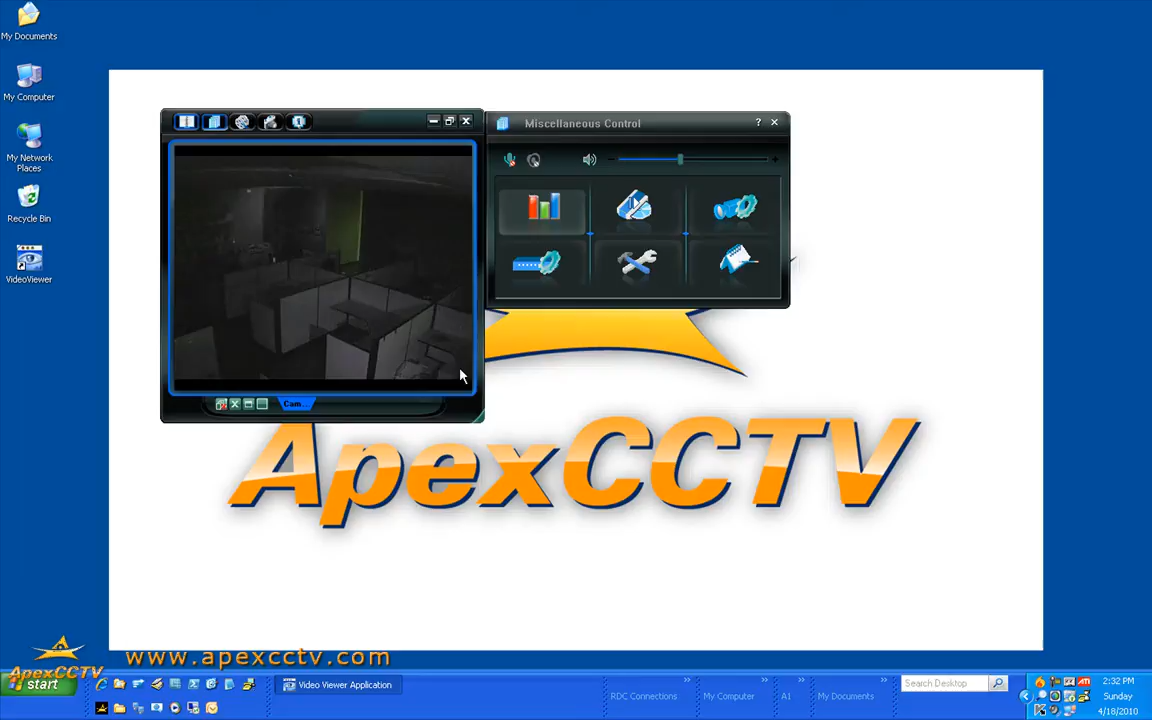 My Documents
My Computer
My Network
Places
Recycle Bin
VideoViewer
Miscellaneous Control
?
Cam...
ApexCCTV
ApexCCTV
www.apexcctv.com
start
Video Viewer Application
RDC Connections
My Computer
A1
My Documents
Search Desktop
2:32 PM
Sunday
4/18/2010